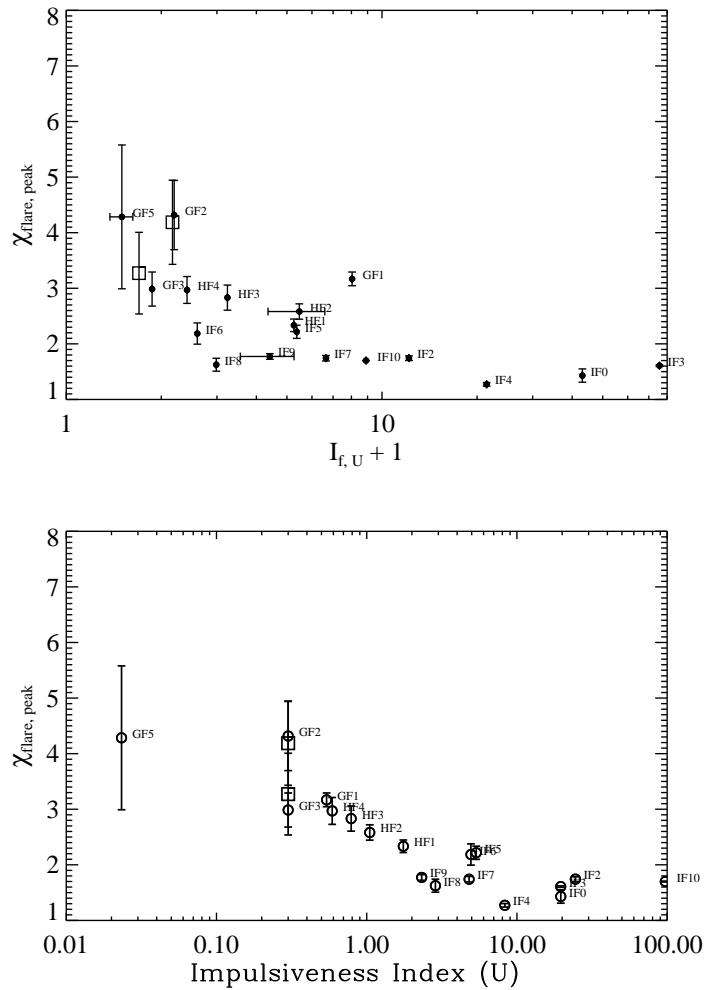 8
7
6
5
4
3
2
1
χflare, peak
GF5
GF2
GF3
HF4
HF3
HF2
HF1
IF5
GF1
IF6
IF8
IF9
IF7
IF10
IF2
IF4
IF0
IF3
1
10
If, U + 1
8
7
6
5
4
3
2
1
χflare, peak
GF5
GF2
GF3
GF1
HF4
HF3
HF2
HF1
IF5
IF6
IF9
IF8
IF7
IF4
IF2
IF3
IF0
IF10
0.01
0.10
1.00
10.00
100.00
Impulsiveness Index (U)